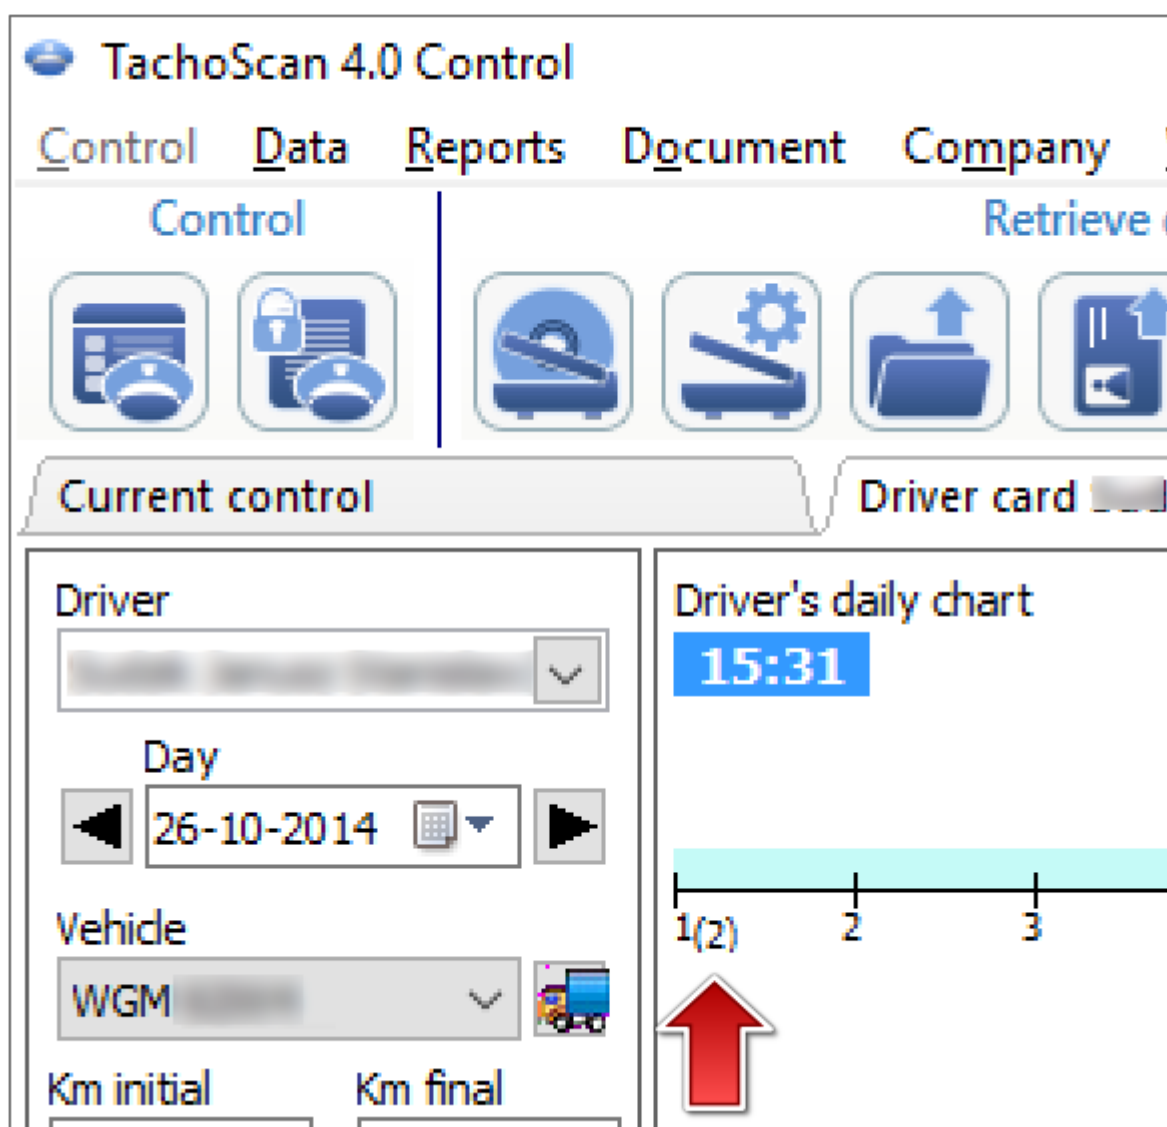 TachoScan 4.0 Control
Control Data Reports Document Company
Control Retrieve
Current control Driver card
Driver
Driver's daily chart
15:31
Day
26-10-2014
1(2) 2 3
Vehicle
WGM
Km initial Km final